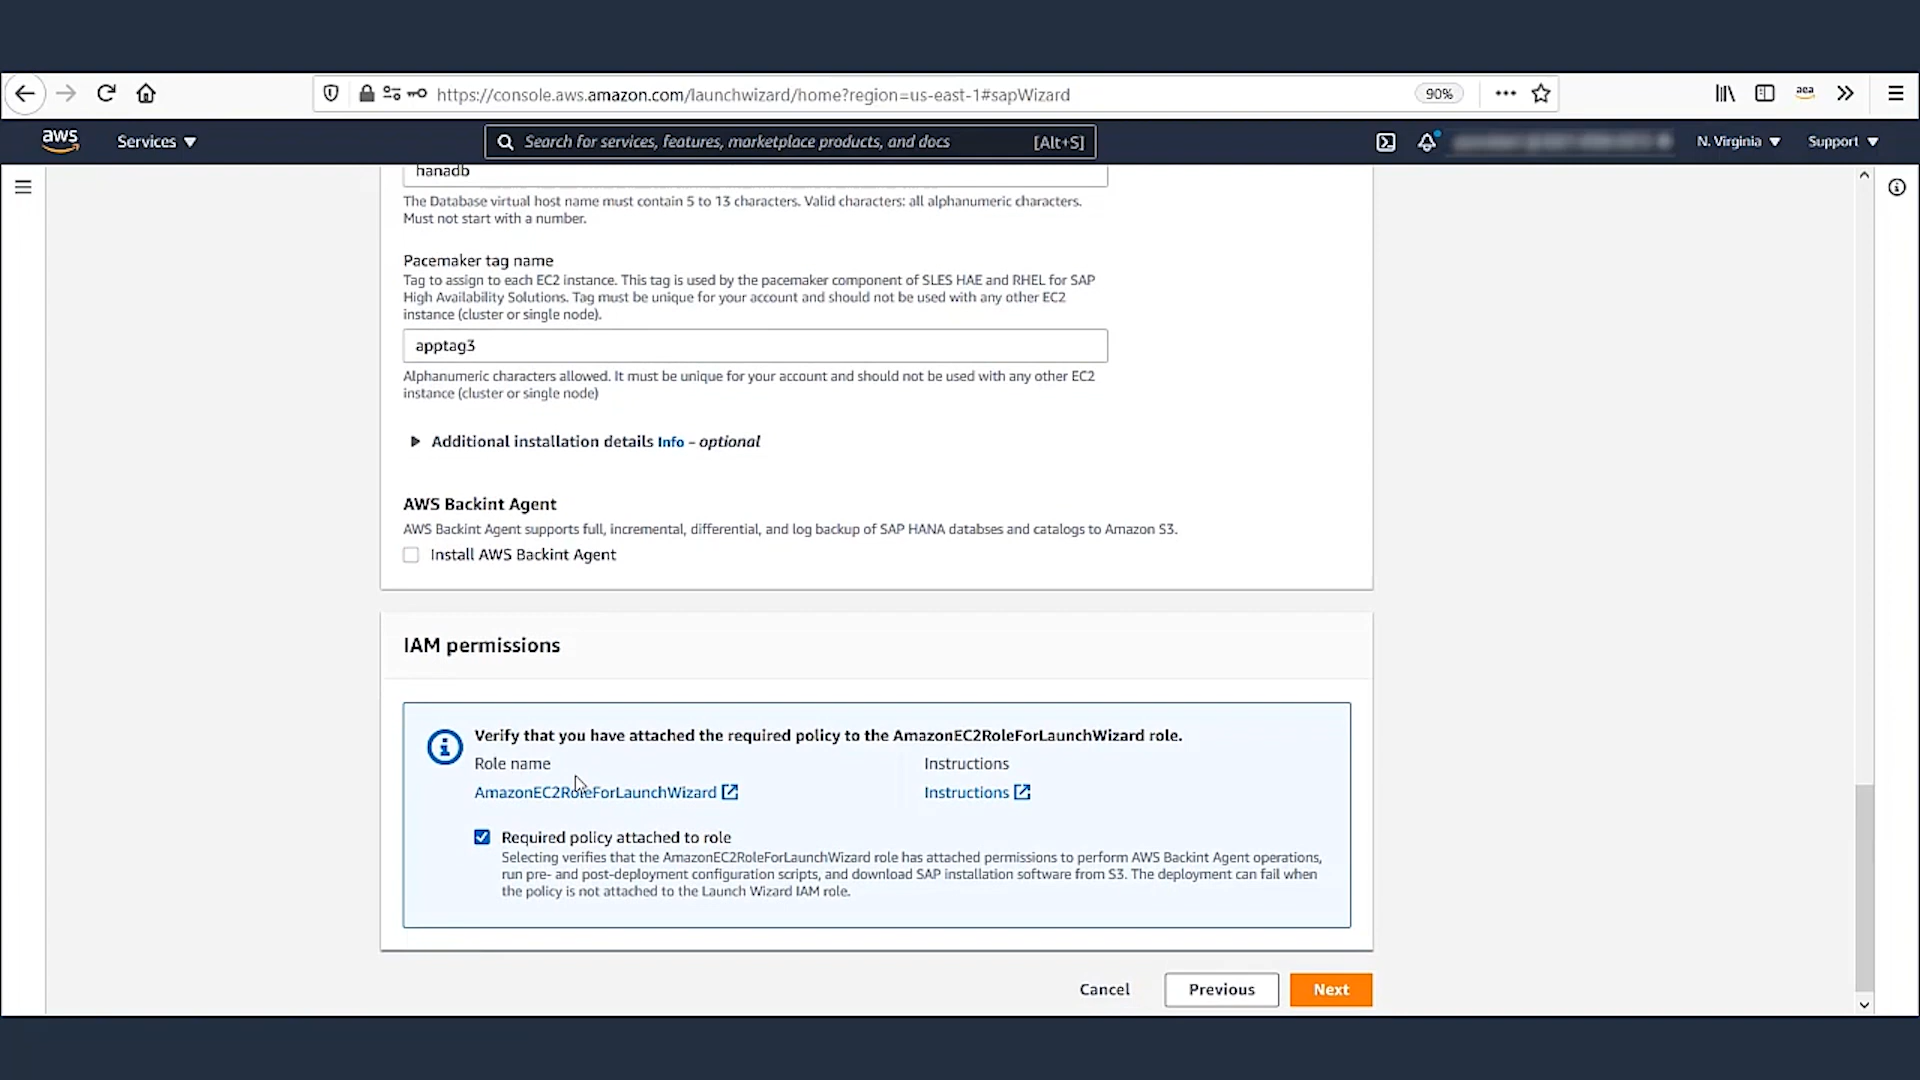 https://console.aws.amazon.com/launchwizard/home?region=us-east-1#sapWizard
90%
aea
aws
Services
Search for services, features, marketplace products, and docs
[Alt+S]
N. Virginia
Support
hanadb
The Database virtual host name must contain 5 to 13 characters. Valid characters: all alphanumeric characters.
Must not start with a number.
Pacemaker tag name
Tag to assign to each EC2 instance. This tag is used by the pacemaker component of SLES HAE and RHEL for SAP
High Availability Solutions. Tag must be unique for your account and should not be used with any other EC2
instance (cluster or single node).
apptag3
Alphanumeric characters allowed. It must be unique for your account and should not be used with any other EC2
instance (cluster or single node)
Additional installation details Info – optional
AWS Backint Agent
AWS Backint Agent supports full, incremental, differential, and log backup of SAP HANA databses and catalogs to Amazon S3.
Install AWS Backint Agent
IAM permissions
Verify that you have attached the required policy to the AmazonEC2RoleForLaunchWizard role.
Role name
Instructions
AmazonEC2RoleForLaunchWizard
Instructions
Required policy attached to role
Selecting verifies that the AmazonEC2RoleForLaunchWizard role has attached permissions to perform AWS Backint Agent operations,
run pre- and post-deployment configuration scripts, and download SAP installation software from S3. The deployment can fail when
the policy is not attached to the Launch Wizard IAM role.
Cancel
Previous
Next